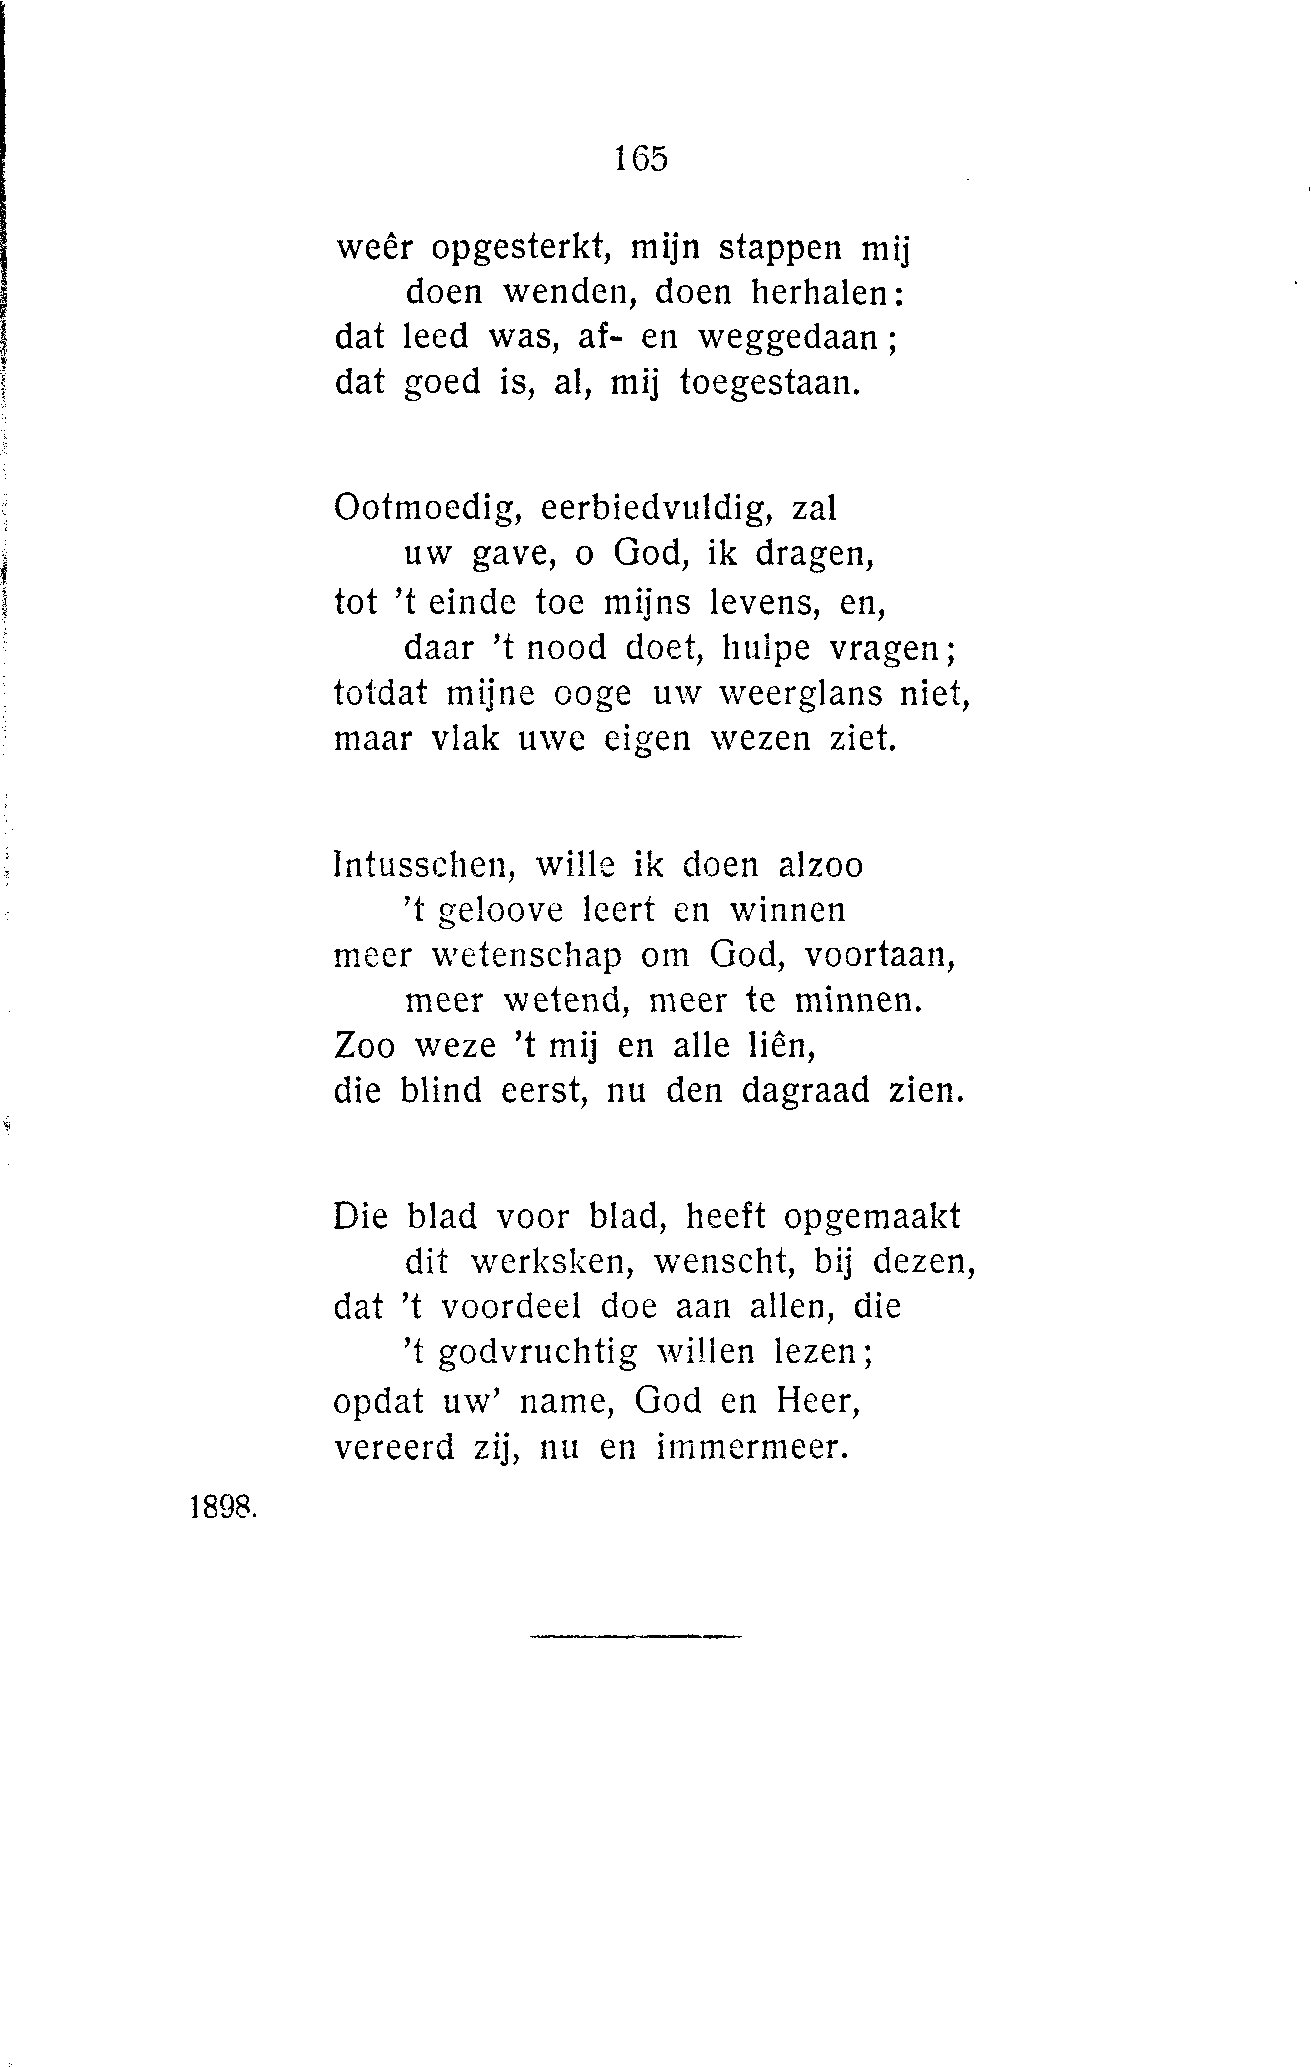 165
weêr opgesterkt, mijn stappen mij
doen wenden, doen herhalen:
dat leed was, af- en weggedaan;
dat goed is, al, mij toegestaan.
Ootmoedig, eerbiedvuldig, zal
uw gave, o God, ik dragen,
tot 't einde toe mijns levens, en,
daar 't nood doet, hulpe vragen;
totdat mijne ooge uw weerglans niet,
maar vlak uwe eigen wezen ziet.
Intusschen, wille ik doen alzoo
't geloove leert en winnen
meer wetenschap om God, voortaan,
meer wetend, meer te minnen.
Zoo weze 't mij en alle liên,
die blind eerst, nu den dagraad zien.
Die blad voor blad, heeft opgemaakt
dit werksken, wenscht, bij dezen,
dat 't voordeel doe aan allen, die
't godvruchtig willen lezen;
opdat uw' name, God en Heer,
vereerd zij, nu en immermeer.
1898.